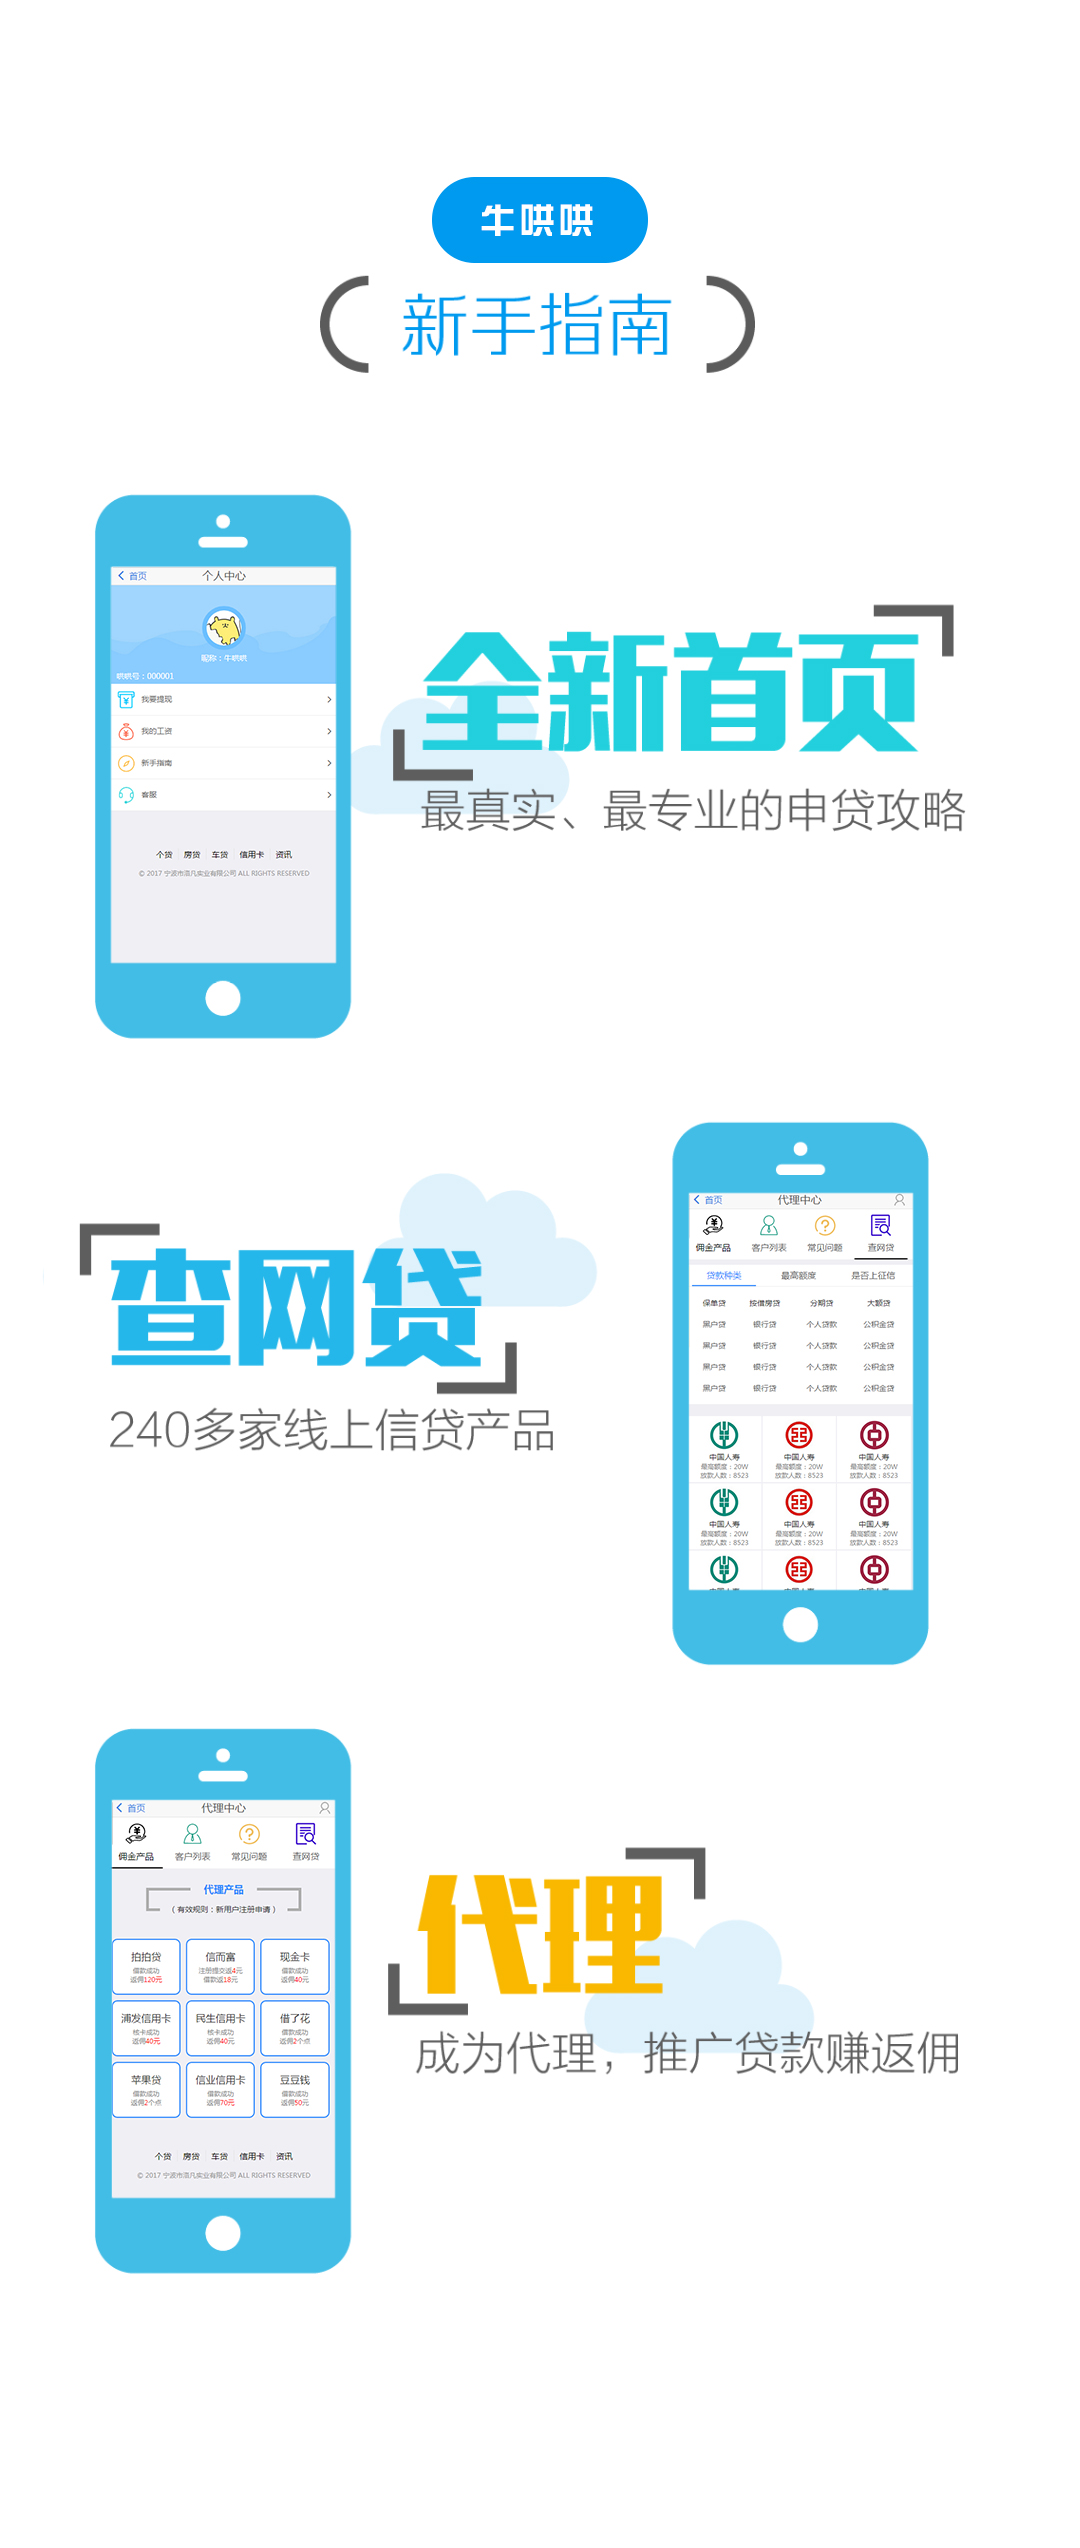 牛哄哄
新手指南
首页 个人中心
昵称：牛哄哄
哄哄号：000001
我要提现
我的工资
新手指南
客服
个贷 房贷 车贷 信用卡 资讯
© 2017 宁波市浩凡实业有限公司 ALL RIGHTS RESERVED
全新首页
最真实、最专业的申贷攻略
查网贷
240多家线上信贷产品
首页 代理中心
佣金产品 客户列表 常见问题 查网贷
贷款种类 最高额度 是否上征信
保单贷 按借房贷 分期贷 大额贷
黑户贷 银行贷 个人贷款 公积金贷
黑户贷 银行贷 个人贷款 公积金贷
黑户贷 银行贷 个人贷款 公积金贷
黑户贷 银行贷 个人贷款 公积金贷
中国人寿 中国人寿 中国人寿
最高额度：20W 最高额度：20W 最高额度：20W
放款人数：8523 放款人数：8523 放款人数：8523
中国人寿 中国人寿 中国人寿
最高额度：20W 最高额度：20W 最高额度：20W
放款人数：8523 放款人数：8523 放款人数：8523
首页 代理中心
佣金产品 客户列表 常见问题 查网贷
代理产品
（有效规则：新用户注册申请）
拍拍贷 信而富 现金卡
借款成功 注册提交返4元 借款成功
返佣120元 借款返18元 返佣40元
浦发信用卡 民生信用卡 借了花
核卡成功 核卡成功 借款成功
返佣40元 返佣40元 返佣2个点
苹果贷 信业信用卡 豆豆钱
借款成功 借款成功 借款成功
返佣2个点 返佣70元 返佣50元
个贷 房贷 车贷 信用卡 资讯
© 2017 宁波市浩凡实业有限公司 ALL RIGHTS RESERVED
代理
成为代理，推广贷款赚返佣